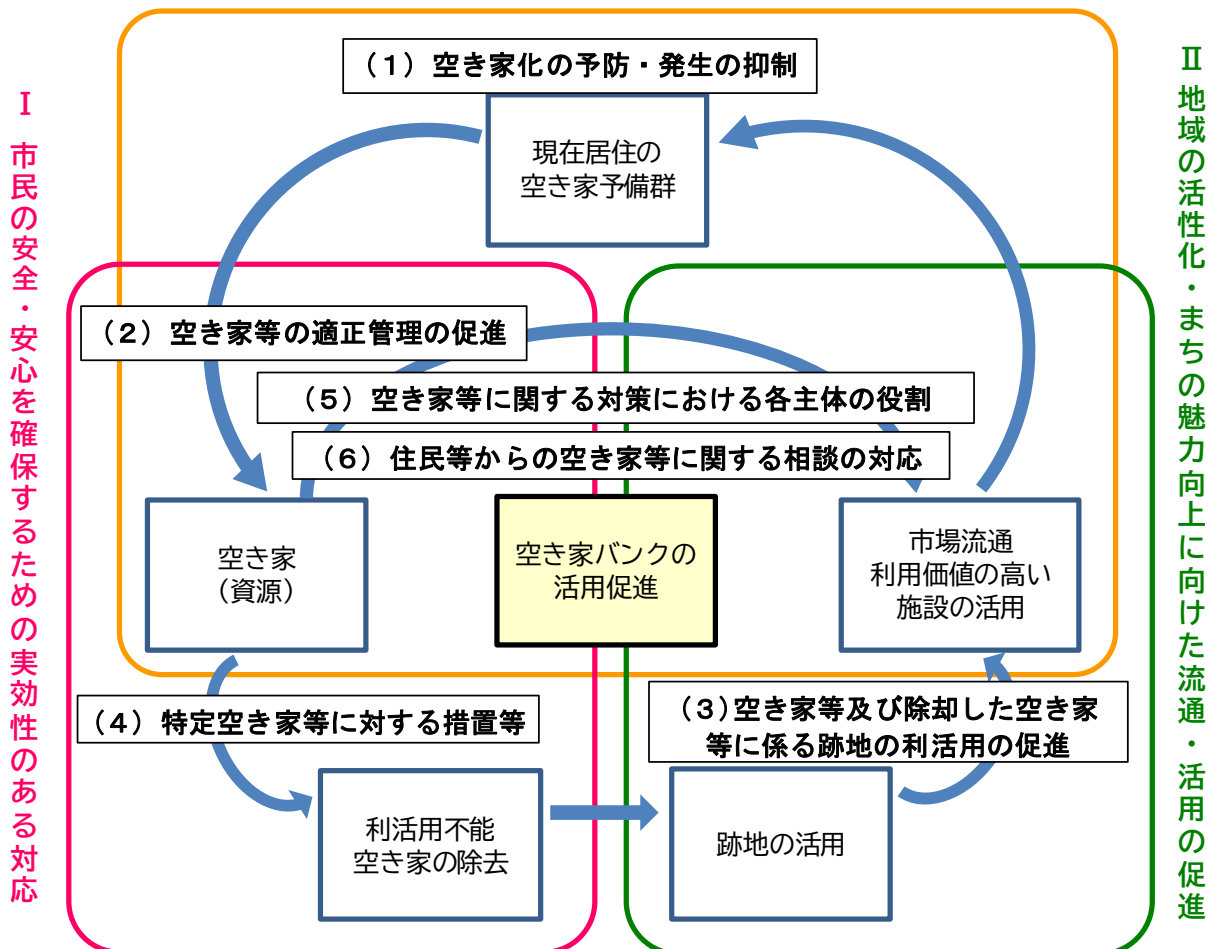 Ⅰ 市民の安全・安心を確保するための実効性のある対応
Ⅱ 地域の活性化・まちの魅力向上に向けた流通・活用の促進
（１）空き家化の予防・発生の抑制
現在居住の
空き家予備群
（２）空き家等の適正管理の促進
（５）空き家等に関する対策における各主体の役割
（６）住民等からの空き家等に関する相談の対応
空き家
（資源）
空き家バンクの
活用促進
市場流通
利用価値の高い
施設の活用
（４）特定空き家等に対する措置等
（３）空き家等及び除却した空き家
等に係る跡地の利活用の促進
利活用不能
空き家の除去
跡地の活用